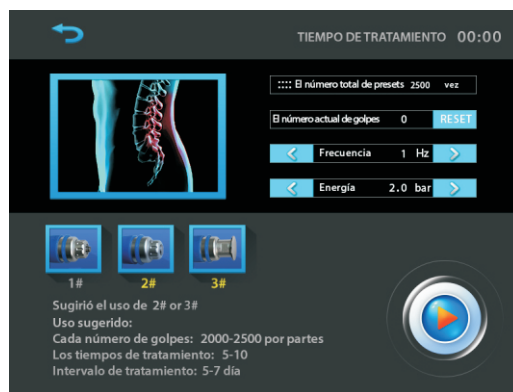 TIEMPO DE TRATAMIENTO 00:00
:::: El número total de presets 2500 vez
El número actual de golpes 0 RESET
Frecuencia 1 Hz
Energía 2.0 bar
1# 2# 3#
Sugirió el uso de 2# or 3#
Uso sugerido:
Cada número de golpes: 2000-2500 por partes
Los tiempos de tratamiento: 5-10
Intervalo de tratamiento: 5-7 día